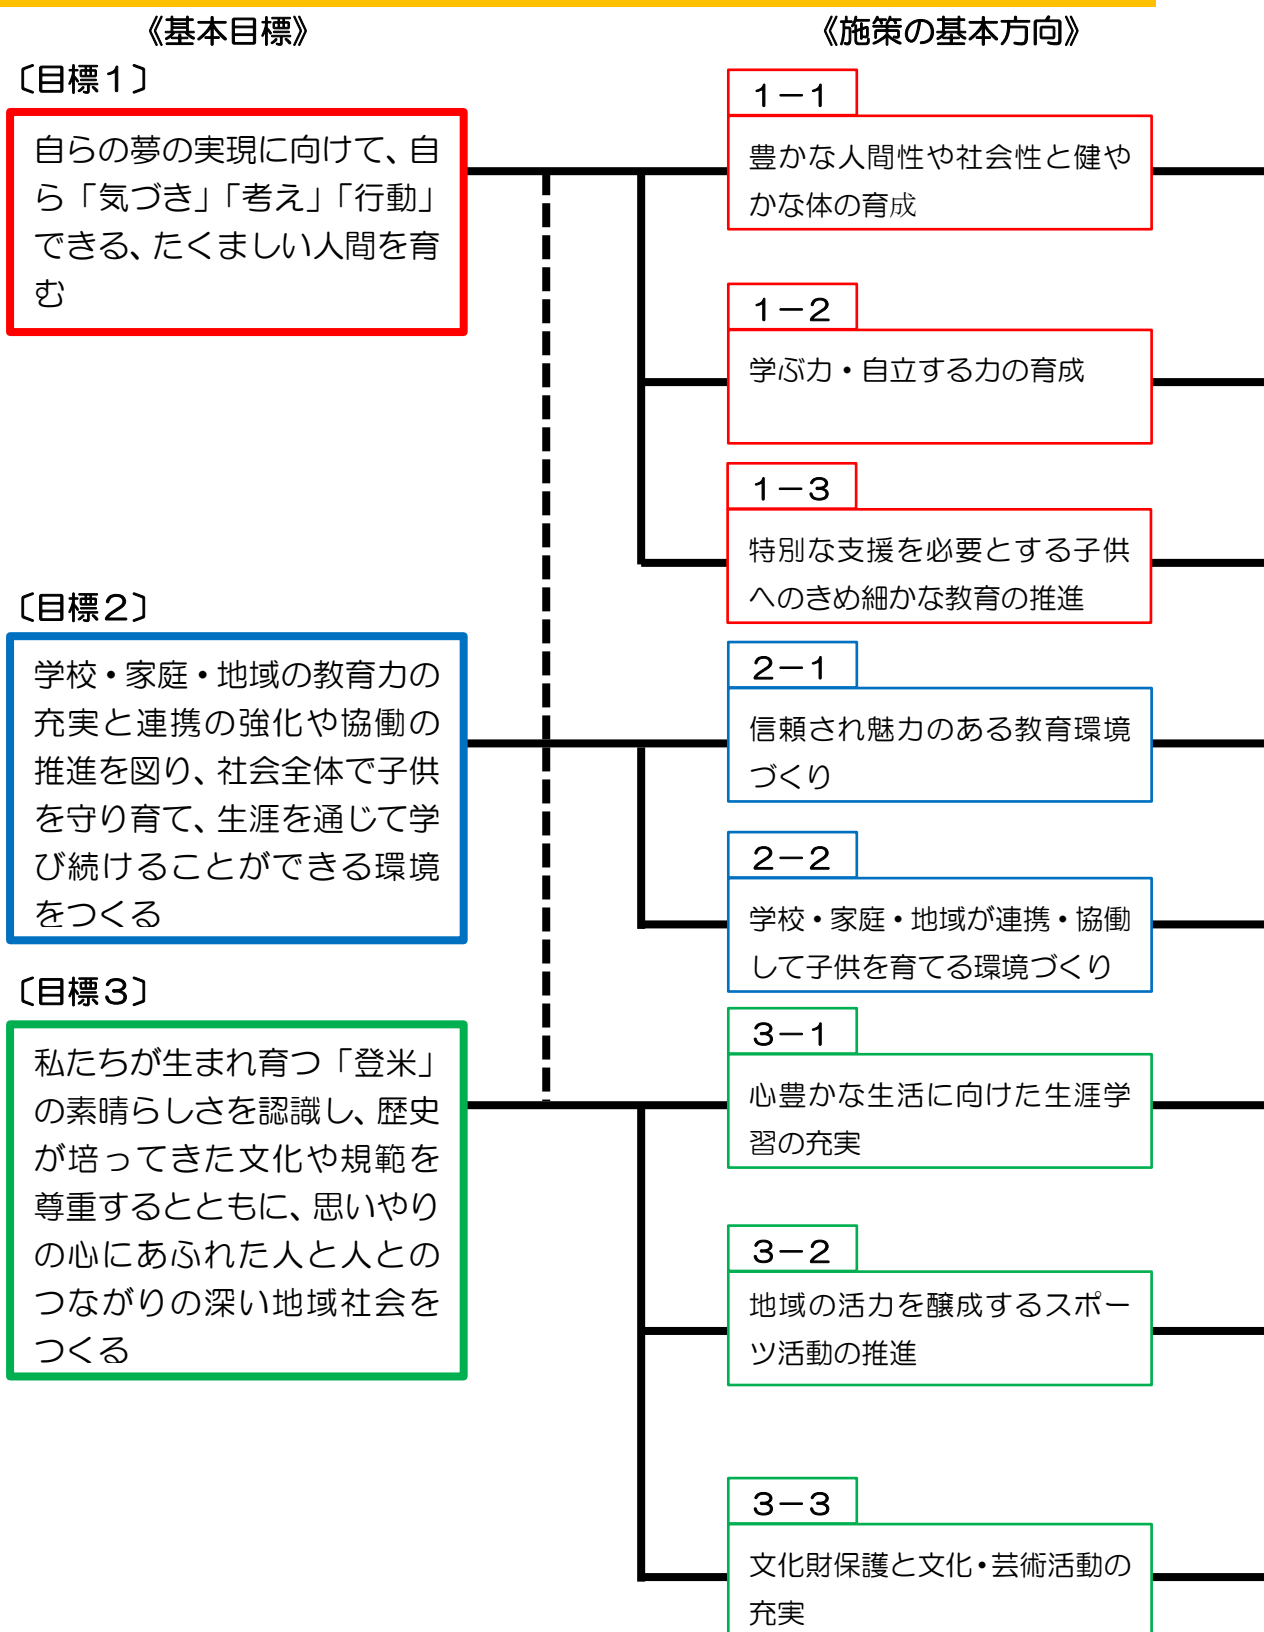 《基本目標》
〔目標１〕
自らの夢の実現に向けて、自
ら「気づき」「考え」「行動」
できる、たくましい人間を育
む
〔目標２〕
学校・家庭・地域の教育力の
充実と連携の強化や協働の
推進を図り、社会全体で子供
を守り育て、生涯を通じて学
び続けることができる環境
をつくる
〔目標３〕
私たちが生まれ育つ「登米」
の素晴らしさを認識し、歴史
が培ってきた文化や規範を
尊重するとともに、思いやり
の心にあふれた人と人との
つながりの深い地域社会を
つくる
《施策の基本方向》
１－１
豊かな人間性や社会性と健や
かな体の育成
１－２
学ぶ力・自立する力の育成
１－３
特別な支援を必要とする子供
へのきめ細かな教育の推進
２－１
信頼され魅力のある教育環境
づくり
２－２
学校・家庭・地域が連携・協働
して子供を育てる環境づくり
３－１
心豊かな生活に向けた生涯学
習の充実
３－２
地域の活力を醸成するスポー
ツ活動の推進
３－３
文化財保護と文化・芸術活動の
充実